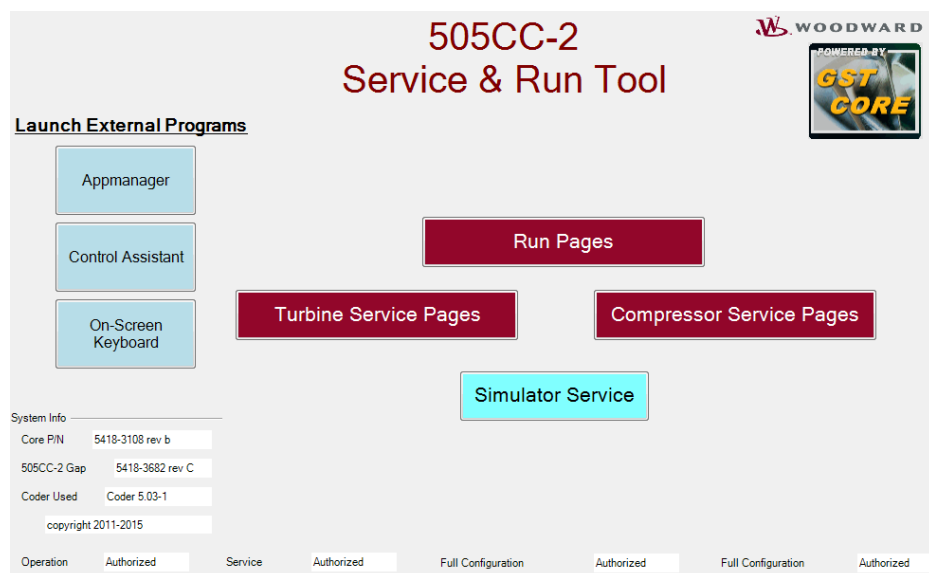 505CC-2
Service & Run Tool
WOODWARD
POWERED BY
GST
CORE
Launch External Programs
Appmanager
Control Assistant
On-Screen
Keyboard
Run Pages
Turbine Service Pages
Compressor Service Pages
Simulator Service
System Info
Core P/N 5418-3108 rev b
505CC-2 Gap 5418-3682 rev C
Coder Used Coder 5.03-1
copyright 2011-2015
Operation Authorized Service Authorized Full Configuration Authorized Full Configuration Authorized